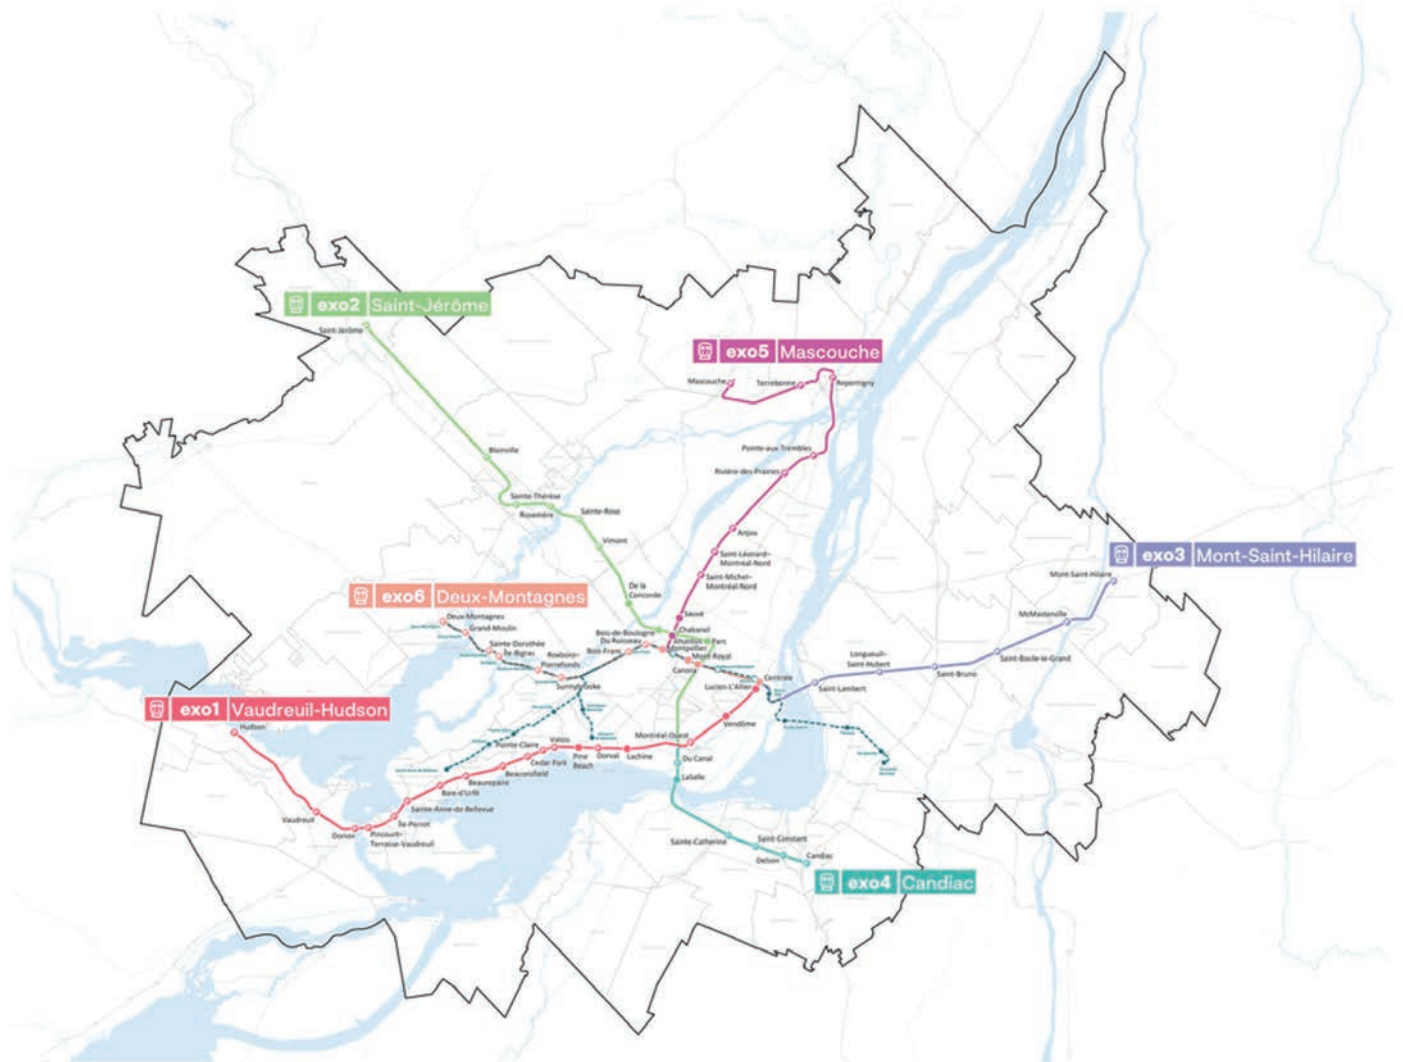 exo2 Saint-Jérôme
Saint-Jérôme
exo5 Mascouche
Mascouche
Terrebonne
Repentigny
Blainville
Pointe-aux-Trembles
Rivière-des-Prairies
Sainte-Thérèse
Rosemère
Sainte-Rose
Anjou
Vimont
Saint-Léonard–
Montréal-Nord
exo3 Mont-Saint-Hilaire
Mont-Saint-Hilaire
Saint-Michel–
Montréal-Nord
De la
Concorde
exo6 Deux-Montagnes
Deux-Montagnes
Grand-Moulin
Sauvé
McMasterville
Chabanel
Bois-de-Boulogne
Du Ruisseau
Ahuntsic
Parc
Bois-Franc
Montpellier
Mont-Royal
Canora
Sainte-Dorothée
Île-Bigras
Roxboro–
Pierrefonds
Sunnybrooke
Longueuil–
Saint-Hubert
Saint-Basile-le-Grand
Saint-Bruno
Saint-Lambert
Centrale
Lucien-L'Allier
exo1 Vaudreuil-Hudson
Hudson
Vendôme
Montréal-Ouest
Valois
Pointe-Claire
Cedar Park
Pine
Beach
Dorval
Lachine
Du Canal
LaSalle
Beaconsfield
Beaurepaire
Baie-d'Urfé
Sainte-Anne-de-Bellevue
Île-Perrot
Vaudreuil
Dorion
Pincourt–
Terrasse-Vaudreuil
Sainte-Catherine
Saint-Constant
Delson
Candiac
exo4 Candiac